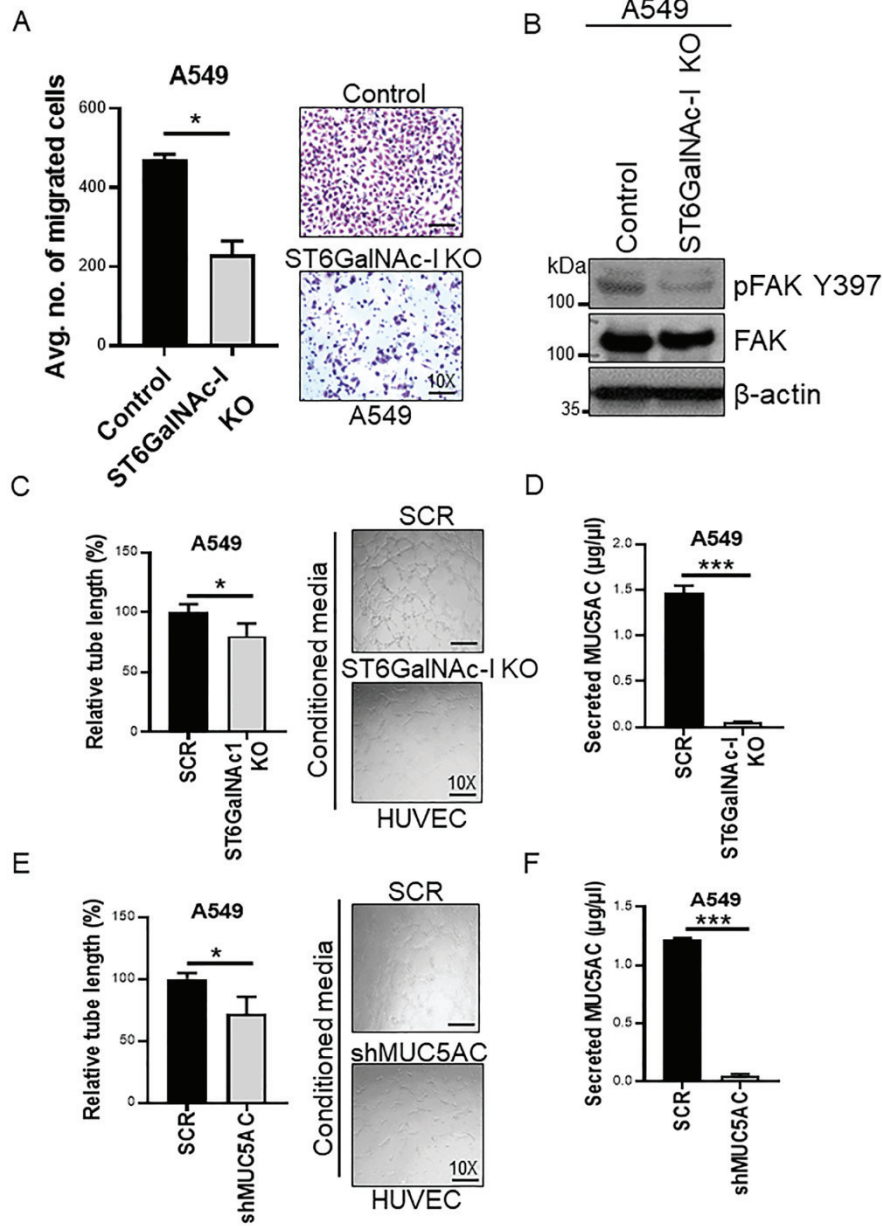 A
A549
Avg. no. of migrated cells
600
400
200
0
*
Control
ST6GalNAc-I
KO
Control
ST6GalNAc-I KO
10X
A549
B
A549
Control
ST6GalNAc-I KO
kDa
100
pFAK Y397
100
FAK
35
β-actin
C
A549
Relative tube length (%)
150
100
50
0
*
SCR
ST6GalNAC1
KO
Conditioned media
SCR
ST6GalNAc-I KO
10X
HUVEC
D
A549
Secreted MUC5AC (μg/μl)
2.0
1.5
1.0
0.5
0.0
***
SCR
ST6GalNAc-I
KO
E
A549
Relative tube length (%)
150
100
50
0
*
SCR
shMUC5AC
Conditioned media
SCR
shMUC5AC
10X
HUVEC
F
A549
Secreted MUC5AC (μg/μl)
1.5
1.0
0.5
0.0
***
SCR
shMUC5AC